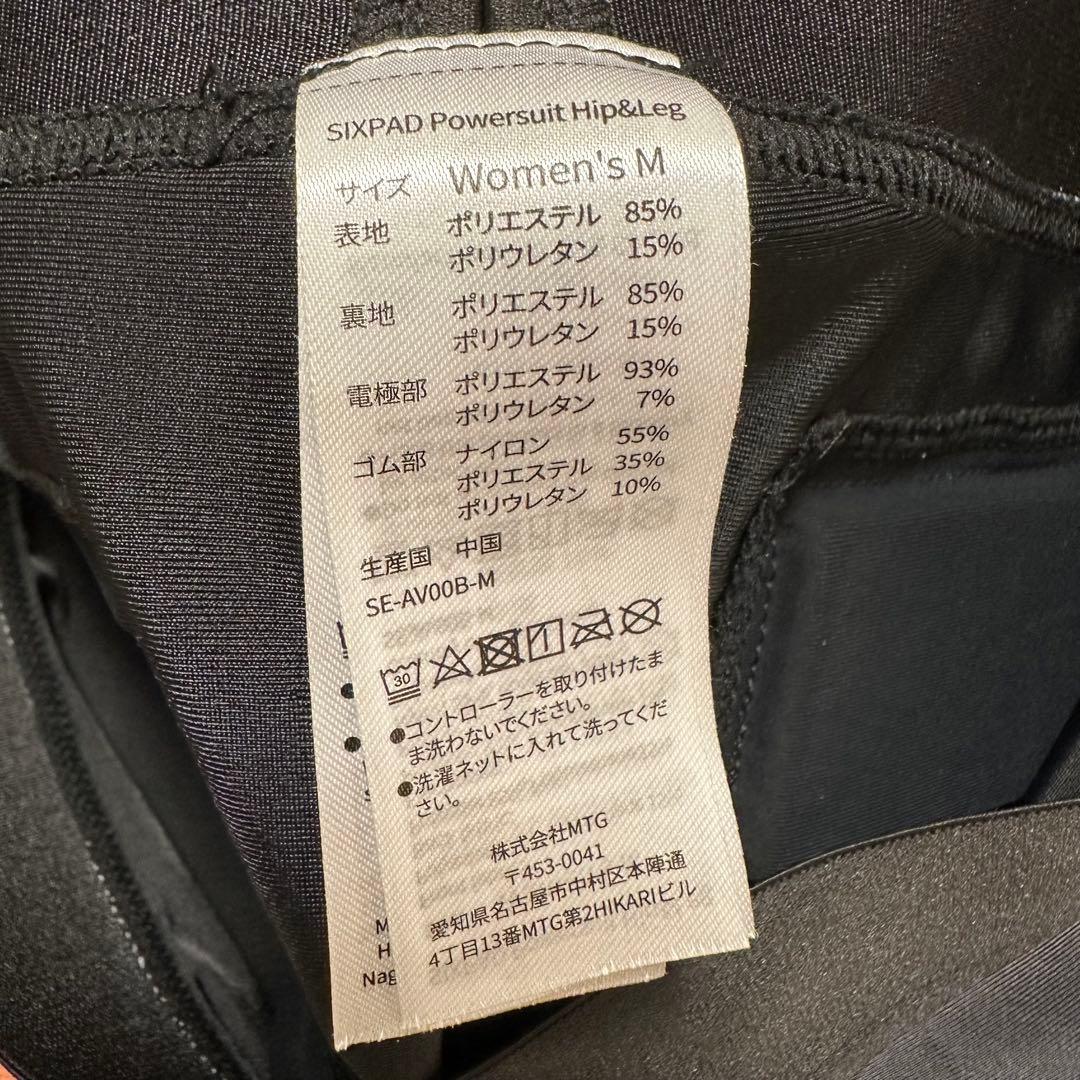 SIXPAD Powersuit Hip&Leg
サイズ Women's M
表地 ポリエステル 85%
ポリウレタン 15%
裏地 ポリエステル 85%
ポリウレタン 15%
電極部 ポリエステル 93%
ポリウレタン 7%
ゴム部 ナイロン 55%
ポリエステル 35%
ポリウレタン 10%
生産国 中国
SE-AV00B-M
30
●コントローラーを取り付けたま
ま洗わないでください。
●洗濯ネットに入れて洗ってくだ
さい。
株式会社MTG
〒453-0041
愛知県名古屋市中村区本陣通
4丁目13番MTG第2HIKARIビル
M
H
Nag